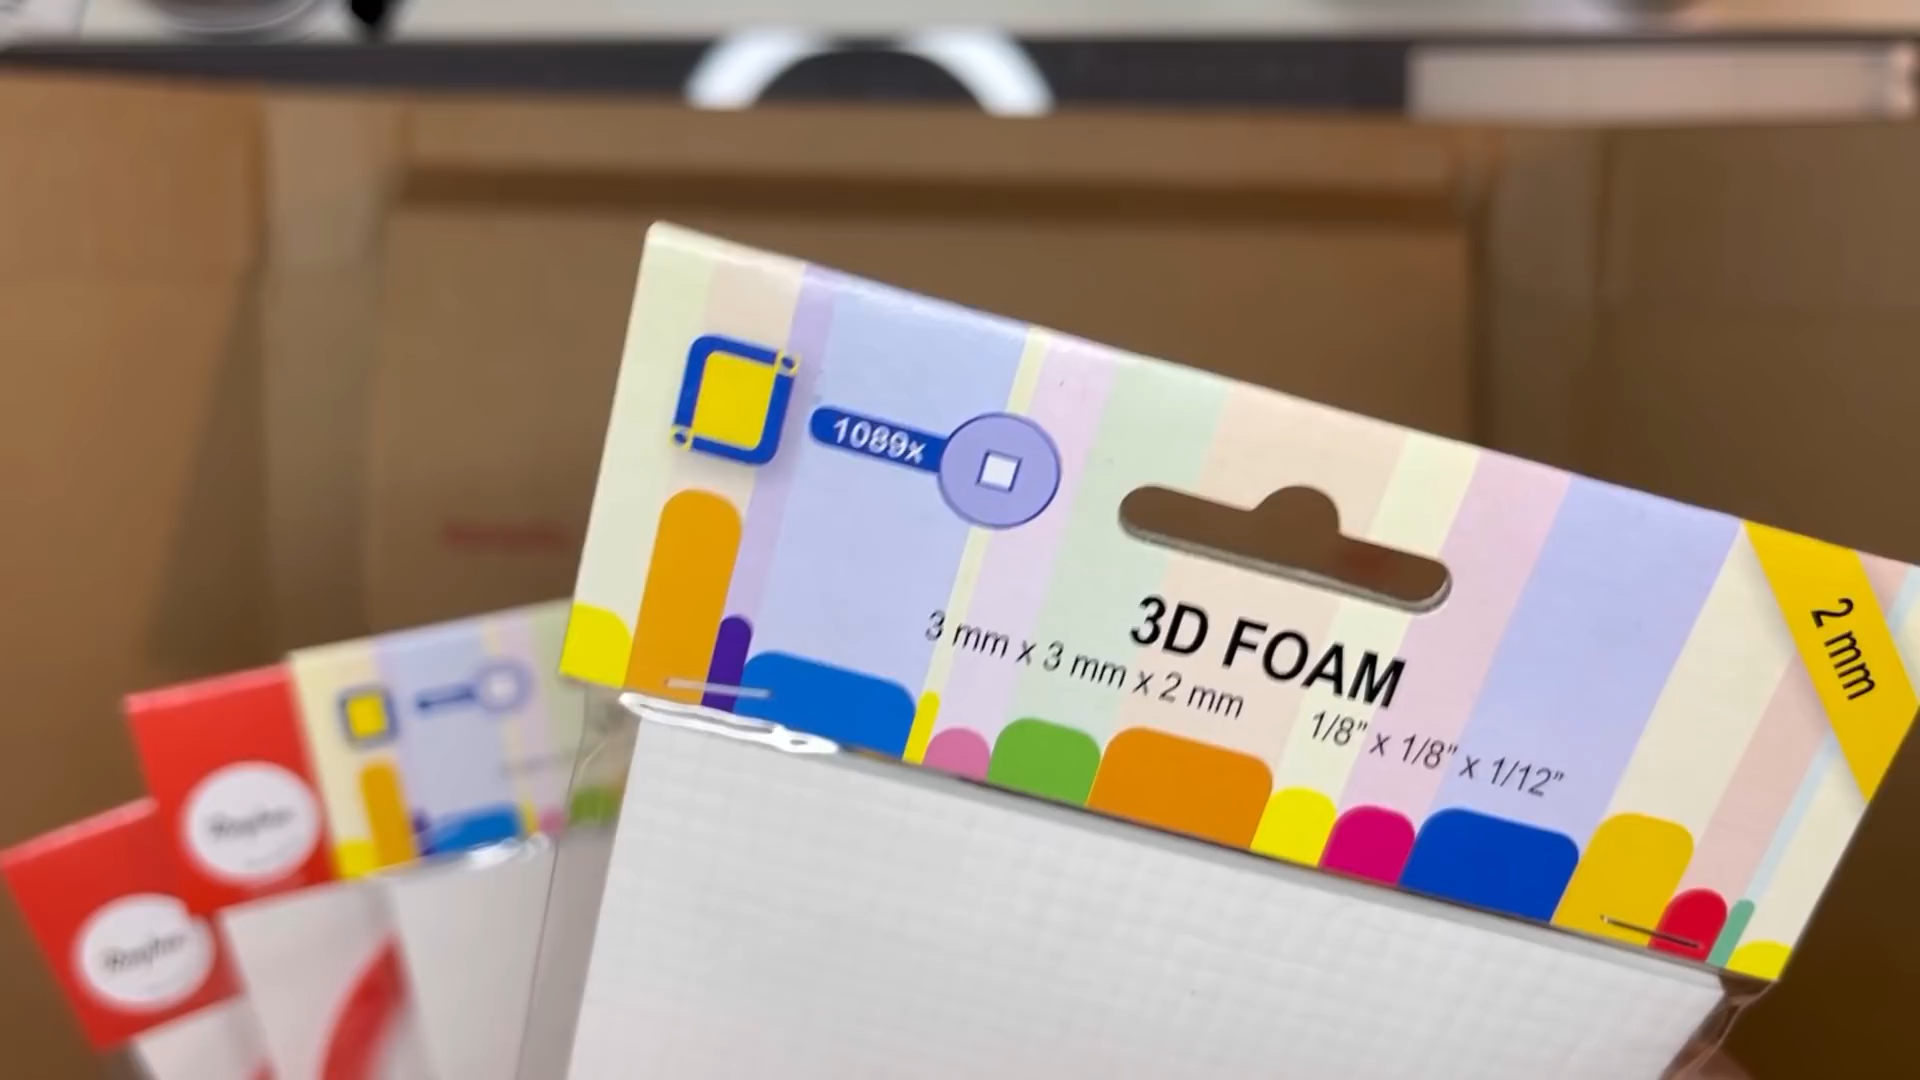 1089x
3D FOAM
3 mm x 3 mm x 2 mm
1/8" x 1/8" x 1/12"
2 mm